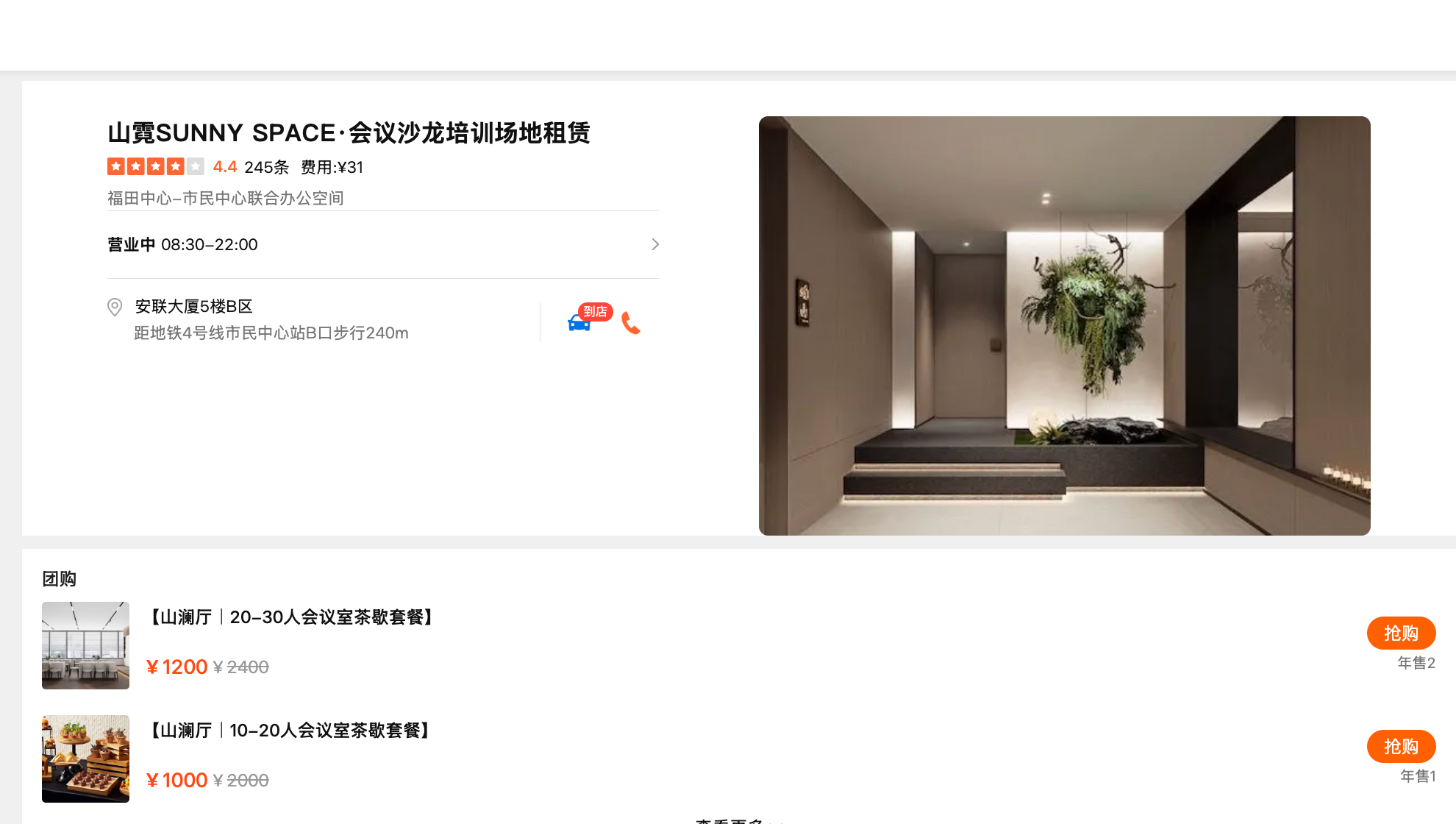 山霓SUNNY SPACE·会议沙龙培训场地租赁
4.4 245条 费用:¥31
福田中心-市民中心联合办公空间
营业中 08:30-22:00
安联大厦5楼B区
到店
距地铁4号线市民中心站B口步行240m
团购
【山澜厅｜20-30人会议室茶歇套餐】
抢购
¥1200 ¥2400
年售2
【山澜厅｜10-20人会议室茶歇套餐】
抢购
¥1000 ¥2000
年售1